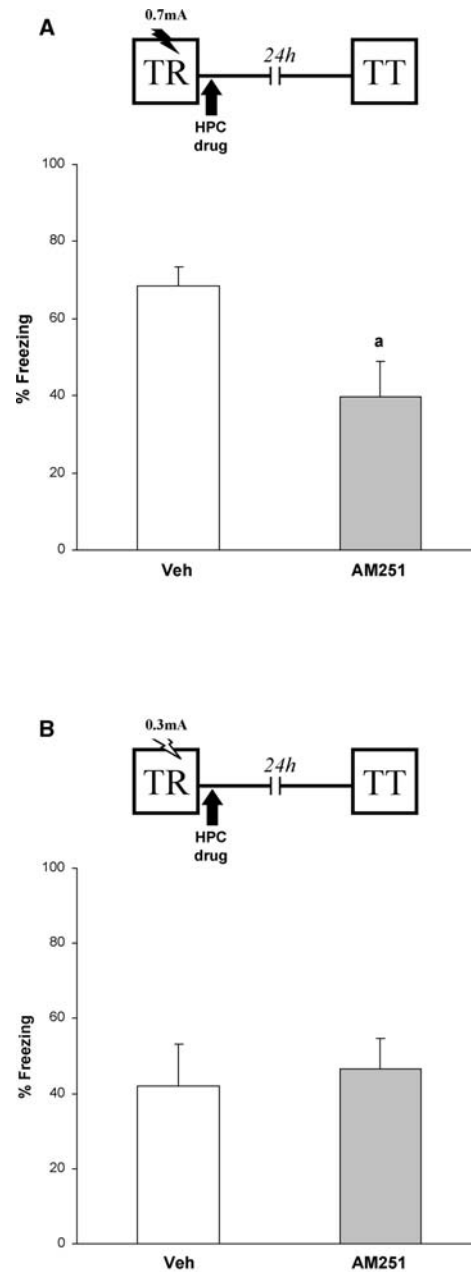 A
0.7mA
TR
24h
TT
HPC
drug
100
80
60
40
20
0
% Freezing
a
Veh
AM251
B
0.3mA
TR
24h
TT
HPC
drug
100
80
60
40
20
0
% Freezing
Veh
AM251